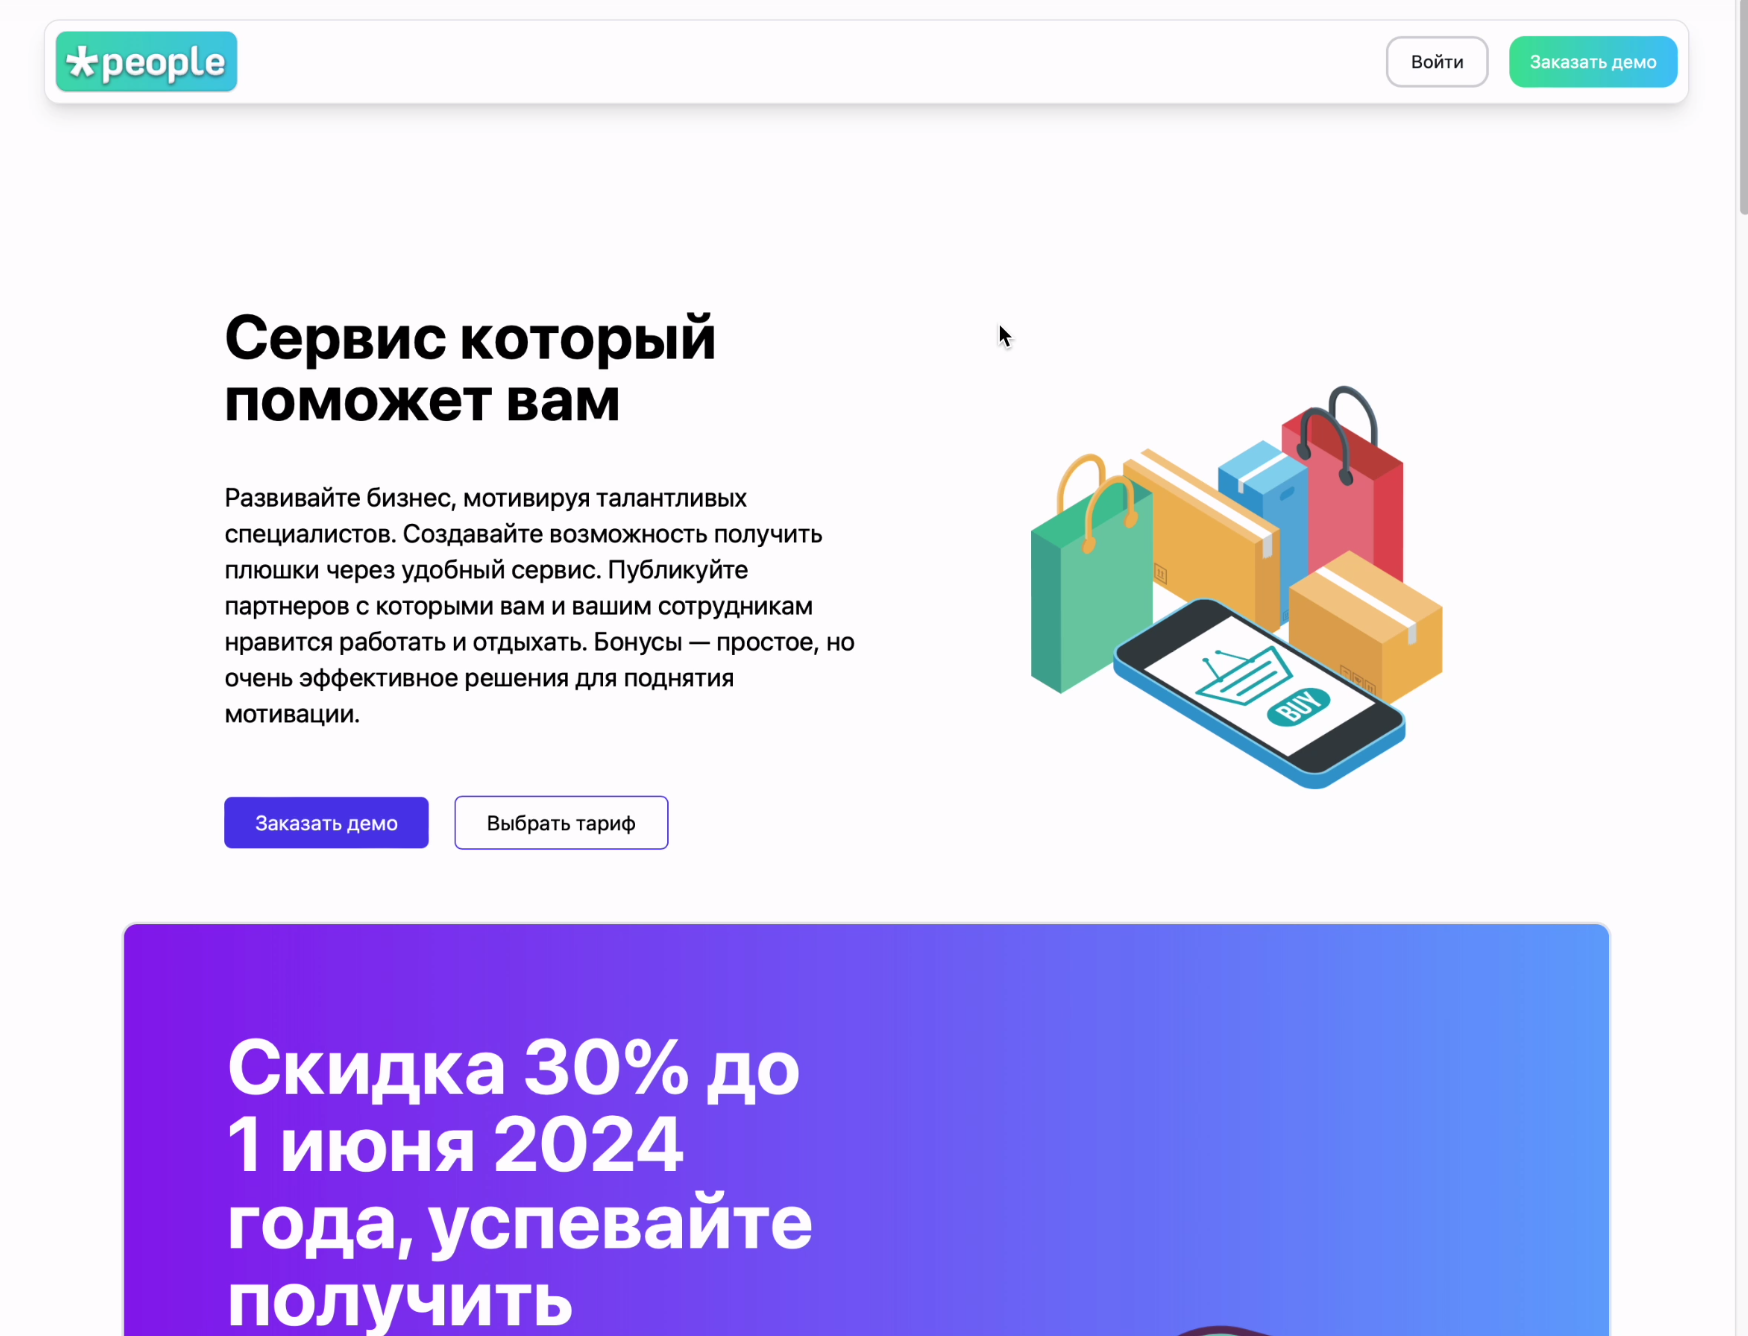 *people
Войти
Заказать демо
Сервис который
поможет вам
Развивайте бизнес, мотивируя талантливых
специалистов. Создавайте возможность получить
плюшки через удобный сервис. Публикуйте
партнеров с которыми вам и вашим сотрудникам
нравится работать и отдыхать. Бонусы — простое, но
очень эффективное решения для поднятия
мотивации.
BUY
Заказать демо
Выбрать тариф
Скидка 30% до
1 июня 2024
года, успевайте
получить